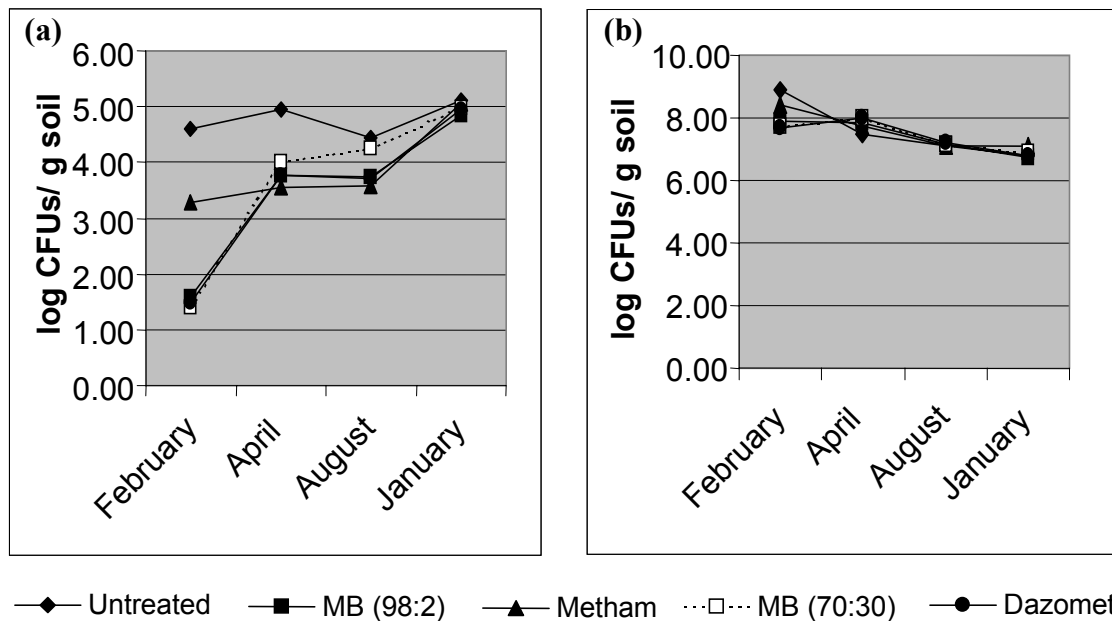 (a)
log CFUs/ g soil
6.00
5.00
4.00
3.00
2.00
1.00
0.00
February
April
August
January
(b)
log CFUs/ g soil
10.00
8.00
6.00
4.00
2.00
0.00
February
April
August
January
Untreated MB (98:2) Metham MB (70:30) Dazomet